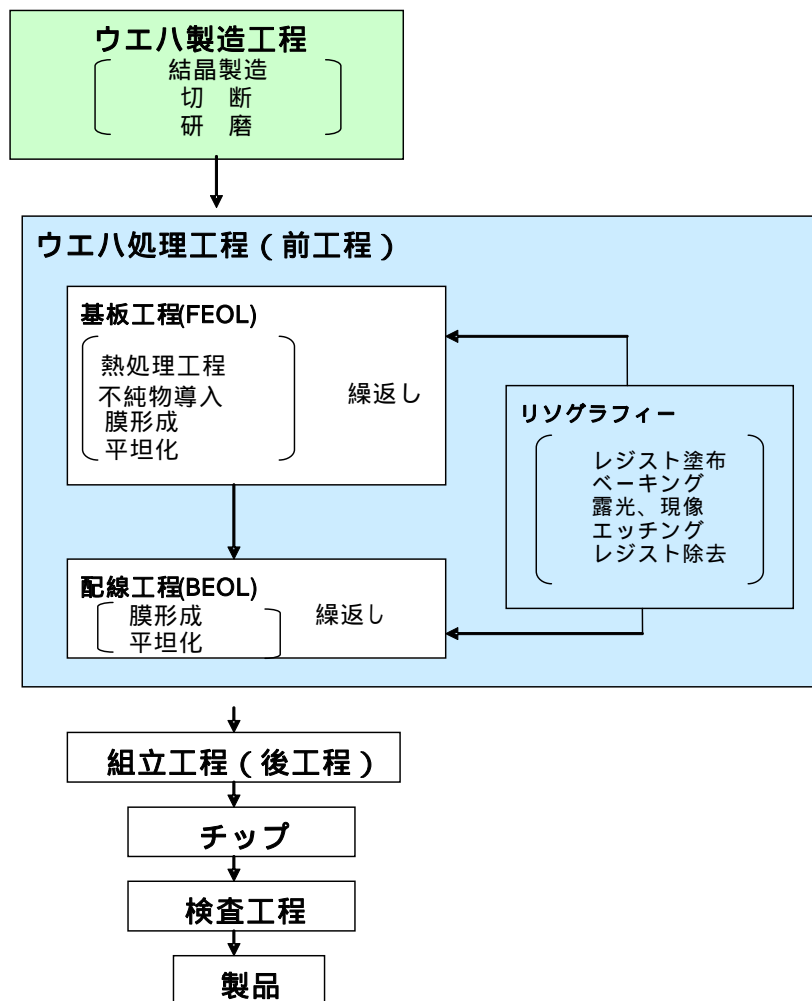 ウエハ製造工程
結晶製造
切　断
研　磨
ウエハ処理工程（前工程）
基板工程(FEOL)
熱処理工程
不純物導入
膜形成
平坦化
繰返し
リソグラフィー
レジスト塗布
ベーキング
露光、現像
エッチング
レジスト除去
配線工程(BEOL)
膜形成
平坦化
繰返し
組立工程（後工程）
チップ
検査工程
製品